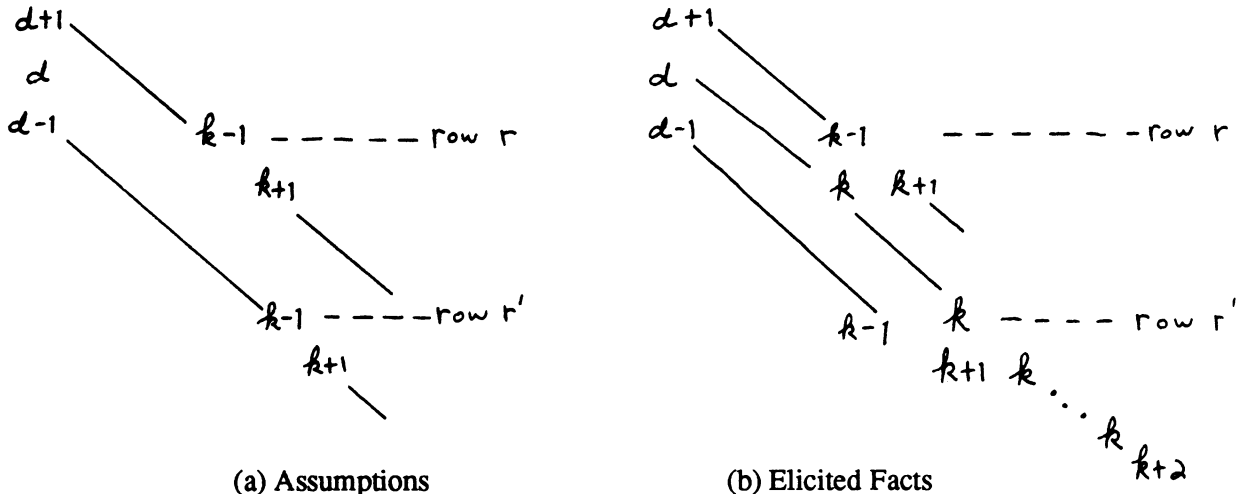 d+1
d
d-1
k-1 - - - - - - row r
k+1
k-1 - - - - - row r'
k+1
(a) Assumptions
d+1
d
d-1
k-1 - - - - - - row r
k k+1
k-1 k - - - - row r'
k+1 k
k
k+2
(b) Elicited Facts